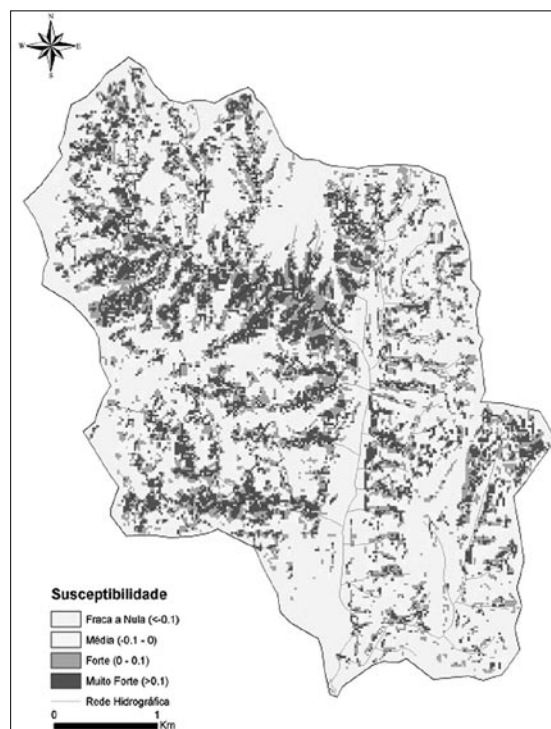 N
W E
S
Susceptibilidade
Fraca a Nula (<-0.1)
Média (-0.1 - 0)
Forte (0 - 0.1)
Muito Forte (>0.1)
Rede Hidrográfica
0 1
Km